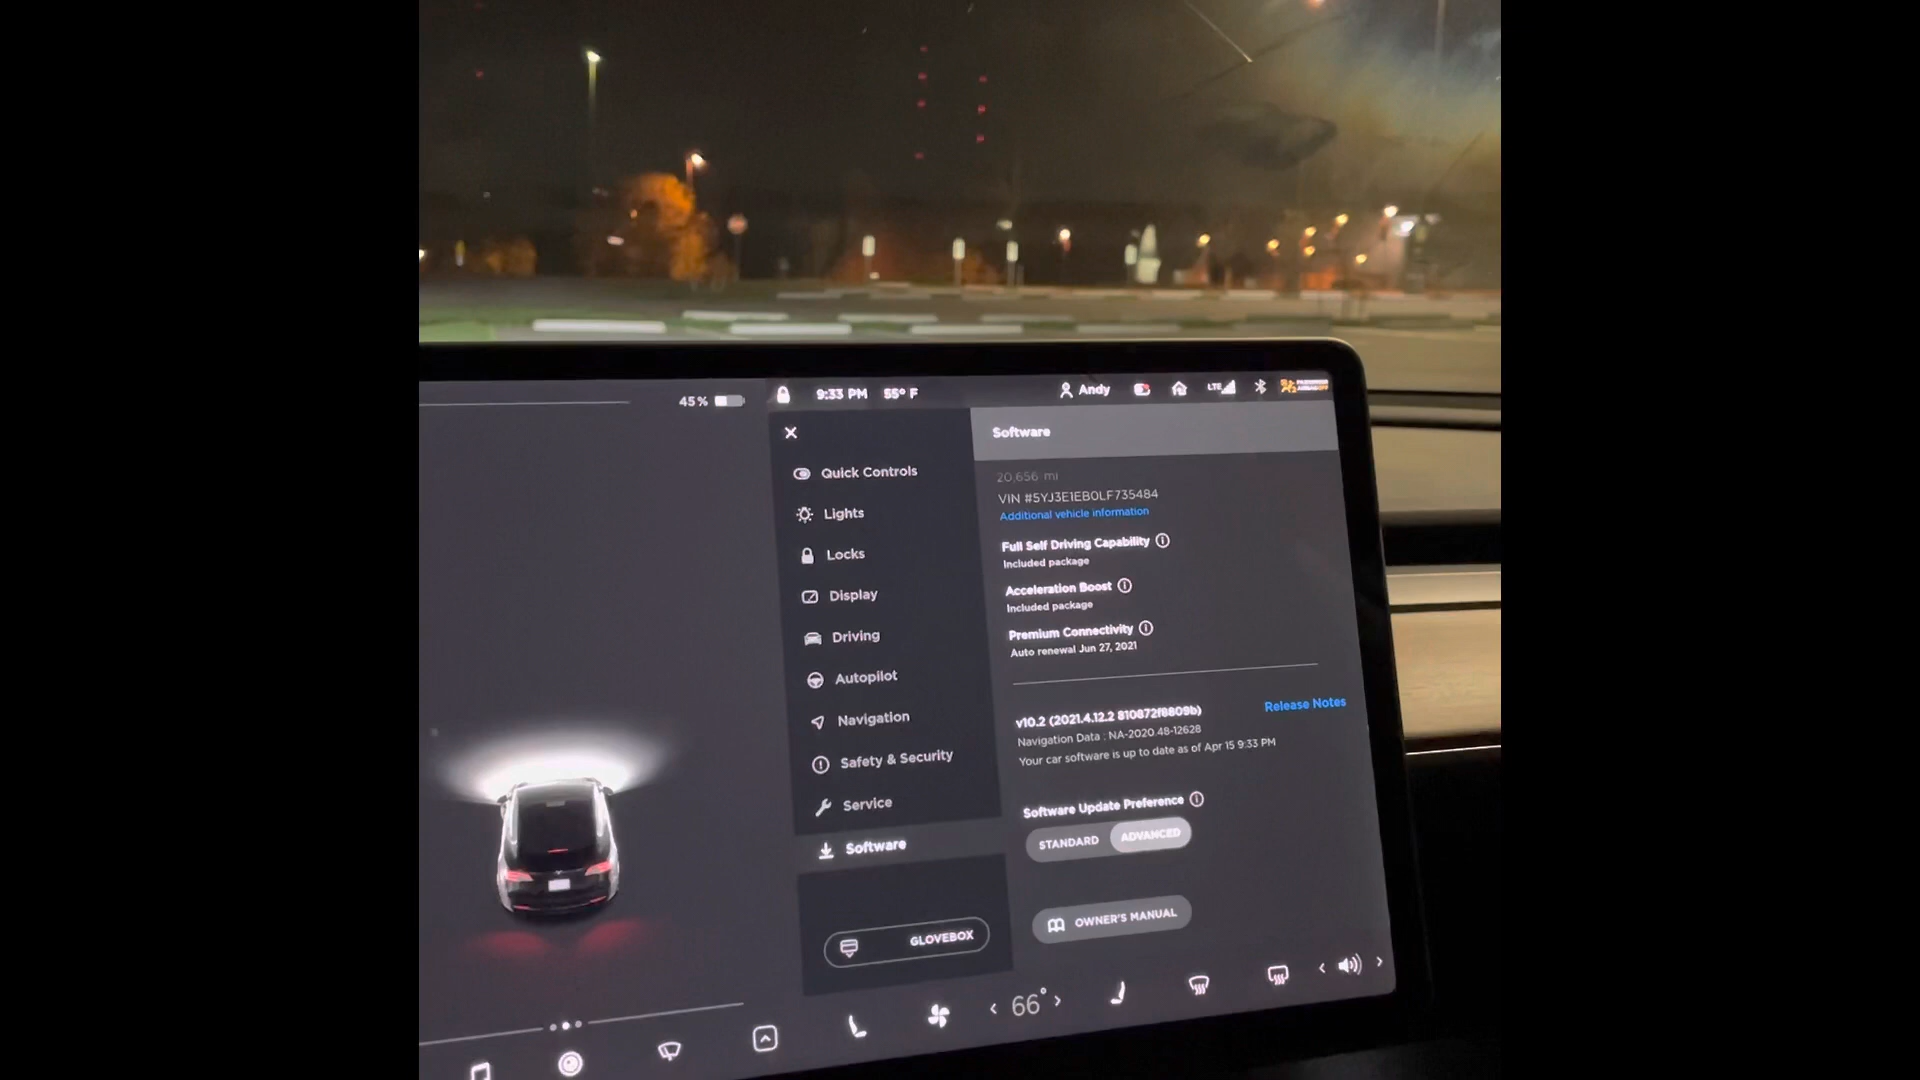 45%
9:33 PM 55° F
Andy
LTE
Quick Controls
Lights
Locks
Display
Driving
Autopilot
Navigation
Safety & Security
Service
Software
GLOVEBOX
Software
20,656 mi
VIN #5YJ3E1EB0LF735484
Additional vehicle information
Full Self Driving Capability
Included package
Acceleration Boost
Included package
Premium Connectivity
Auto renewal Jun 27, 2021
v10.2 (2021.4.12.2 810872f8809b)
Release Notes
Navigation Data : NA-2020.48-12628
Your car software is up to date as of Apr 15 9:33 PM
Software Update Preference
STANDARD
ADVANCED
OWNER'S MANUAL
66°